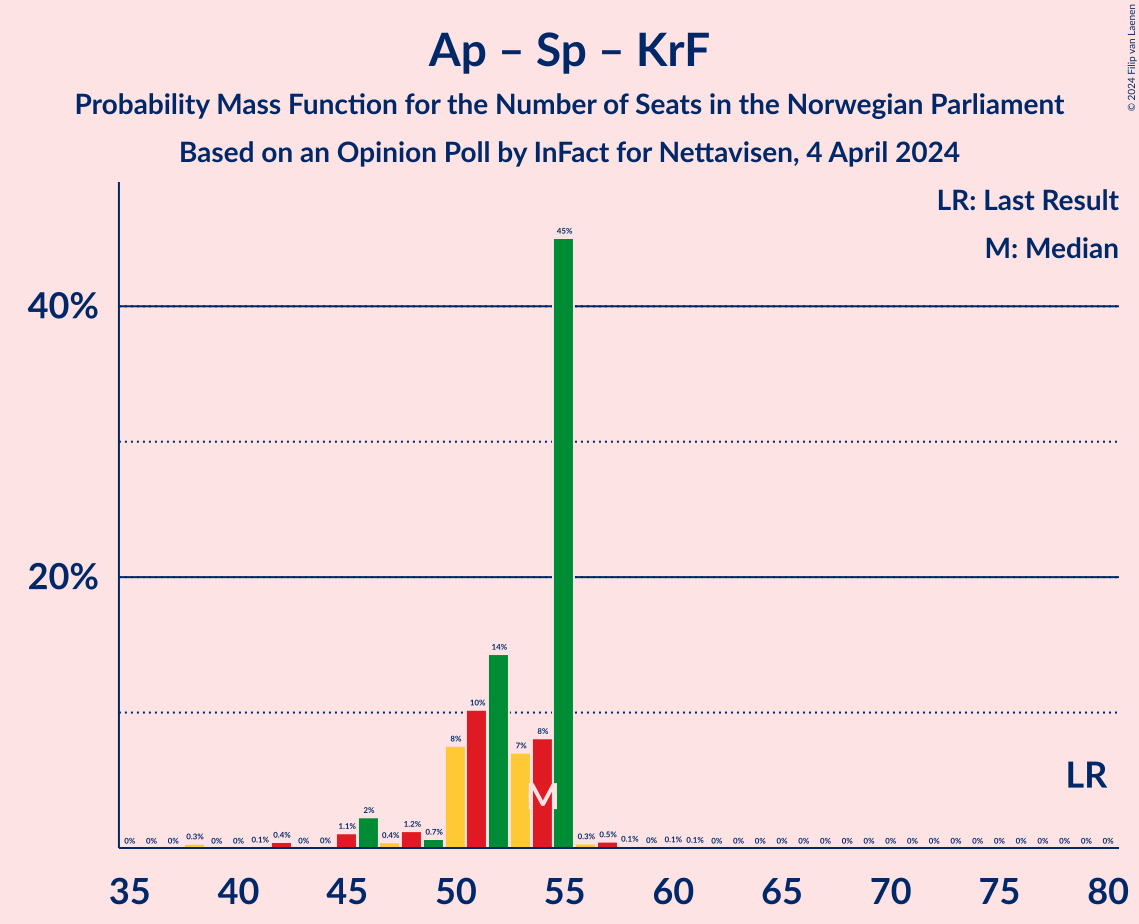 Ap – Sp – KrF
Probability Mass Function for the Number of Seats in the Norwegian Parliament
Based on an Opinion Poll by InFact for Nettavisen, 4 April 2024
© 2024 Filip van Laenen
LR: Last Result
M: Median
40%
20%
0% 0% 0% 0.3% 0% 0% 0.1% 0.4% 0% 0% 1.1% 2% 0.4% 1.2% 0.7% 8% 10% 14% 7% 8% 45% 0.3% 0.5% 0.1% 0% 0.1% 0.1% 0% 0% 0% 0% 0% 0% 0% 0% 0% 0% 0% 0% 0% 0% 0% 0% 0% 0% 0%
M
LR
35 40 45 50 55 60 65 70 75 80